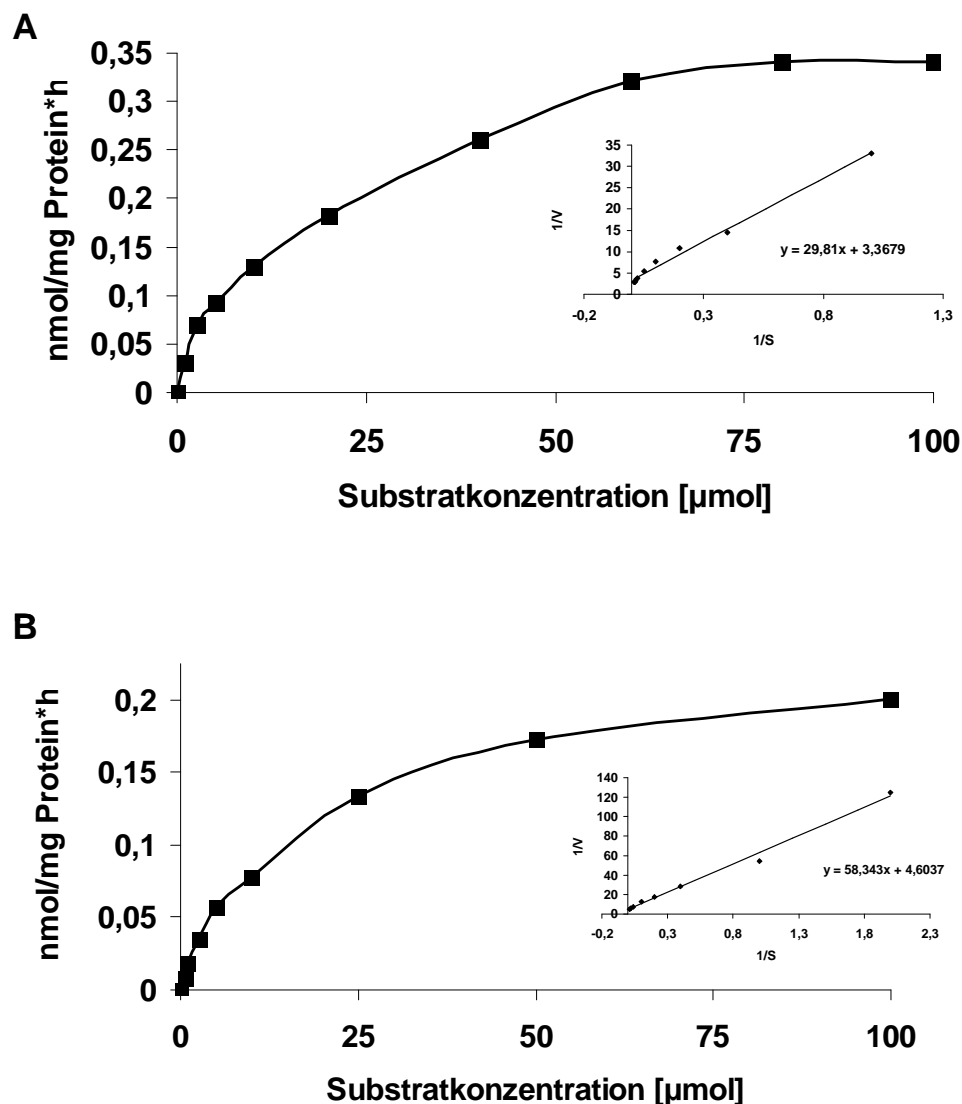 A
nmol/mg Protein*h
0,35
0,3
0,25
0,2
0,15
0,1
0,05
0
0 25 50 75 100
Substratkonzentration [µmol]
1/V
35
30
25
20
15
10
5
0
y = 29,81x + 3,3679
-0,2 0,3 0,8 1,3
1/S
B
nmol/mg Protein*h
0,2
0,15
0,1
0,05
0
0 25 50 75 100
Substratkonzentration [µmol]
1/V
140
120
100
80
60
40
20
0
y = 58,343x + 4,6037
-0,2 0,3 0,8 1,3 1,8 2,3
1/S